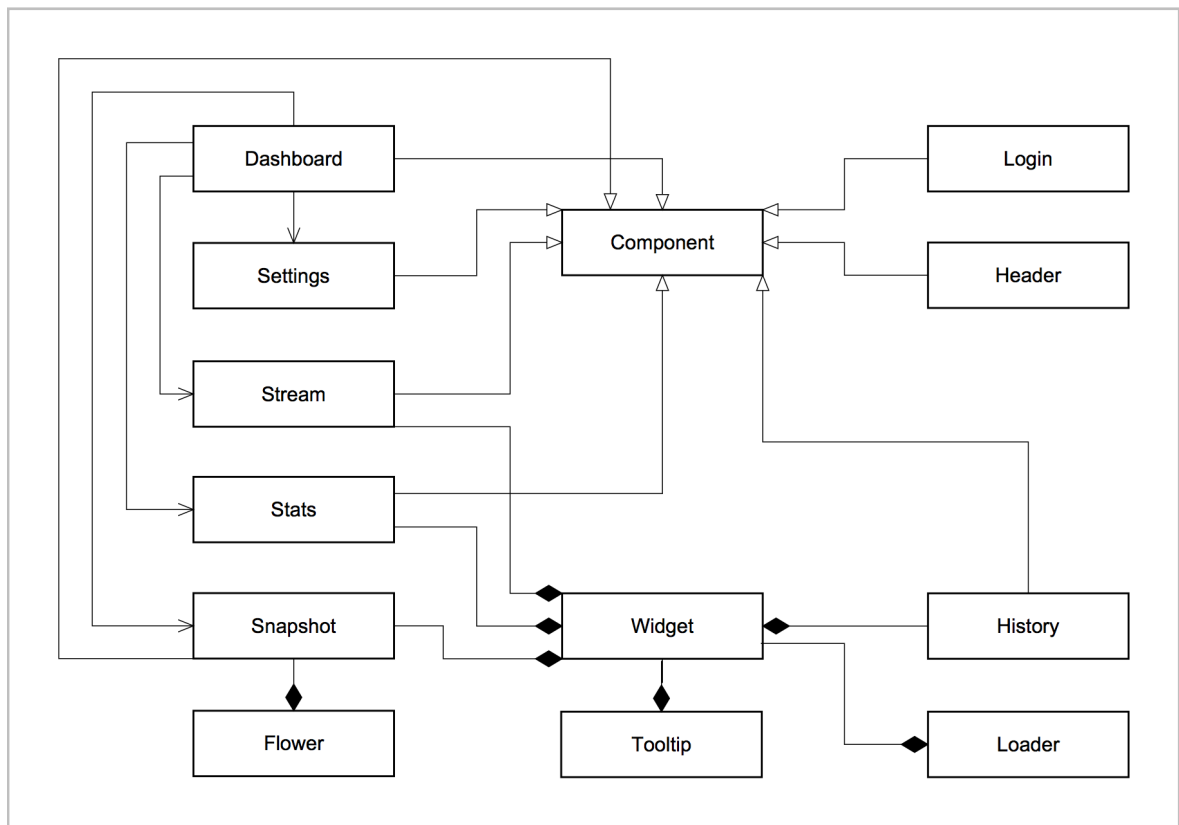 Dashboard
Login
Component
Settings
Header
Stream
Stats
Snapshot
Widget
History
Flower
Tooltip
Loader